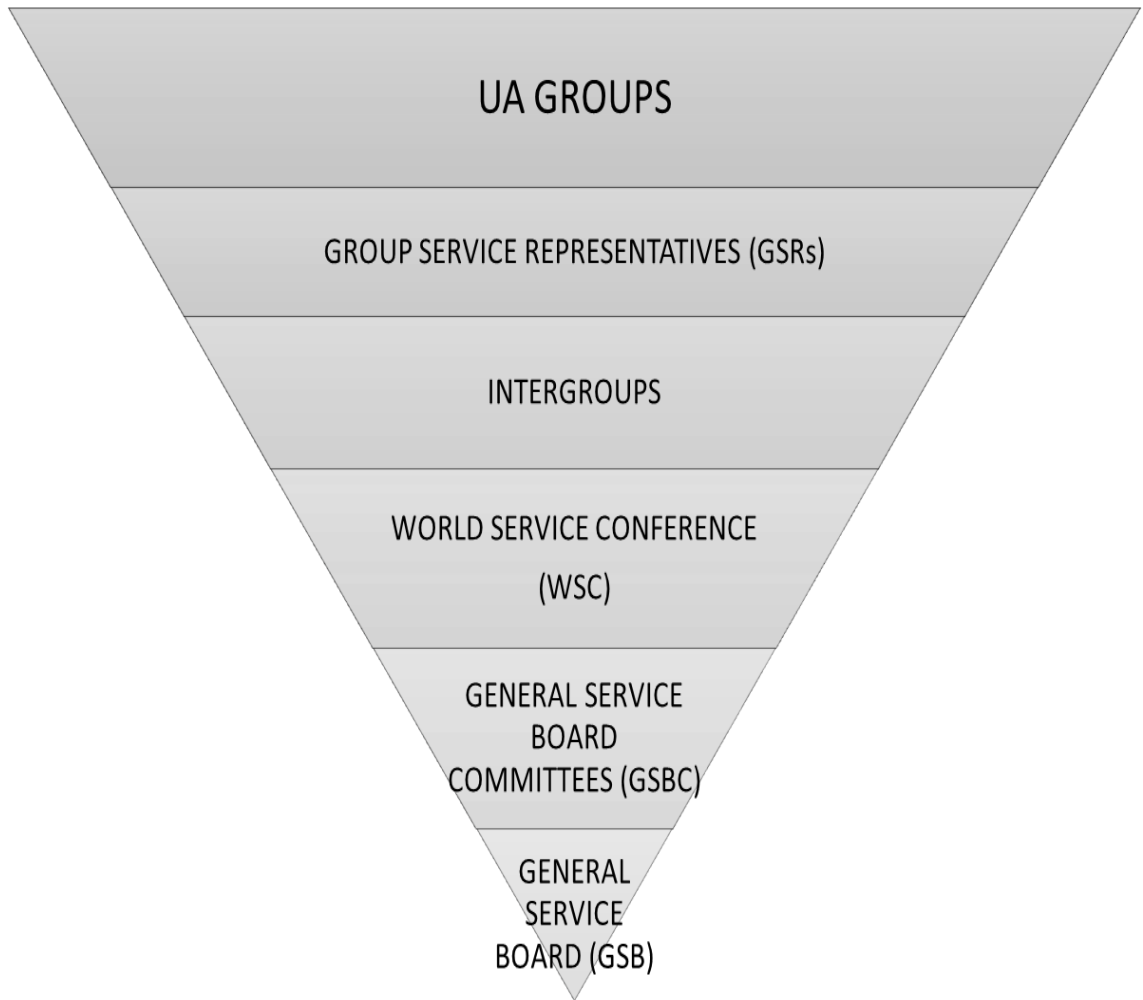 UA GROUPS
GROUP SERVICE REPRESENTATIVES (GSRs)
INTERGROUPS
WORLD SERVICE CONFERENCE
(WSC)
GENERAL SERVICE
BOARD
COMMITTEES (GSBC)
GENERAL
SERVICE
BOARD (GSB)